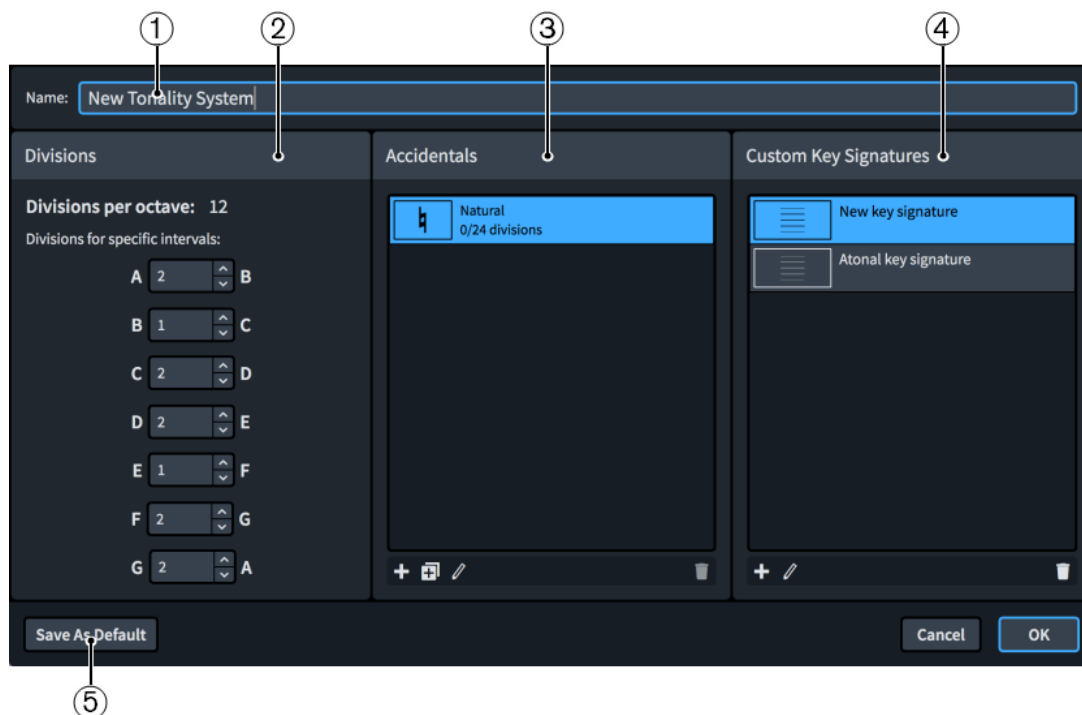 ① ② ③ ④
Name: New Tonality System
Divisions
Accidentals
Custom Key Signatures
Divisions per octave: 12
Divisions for specific intervals:
A 2 B
B 1 C
C 2 D
D 2 E
E 1 F
F 2 G
G 2 A
Natural
0/24 divisions
New key signature
Atonal key signature
Save As Default
Cancel
OK
⑤